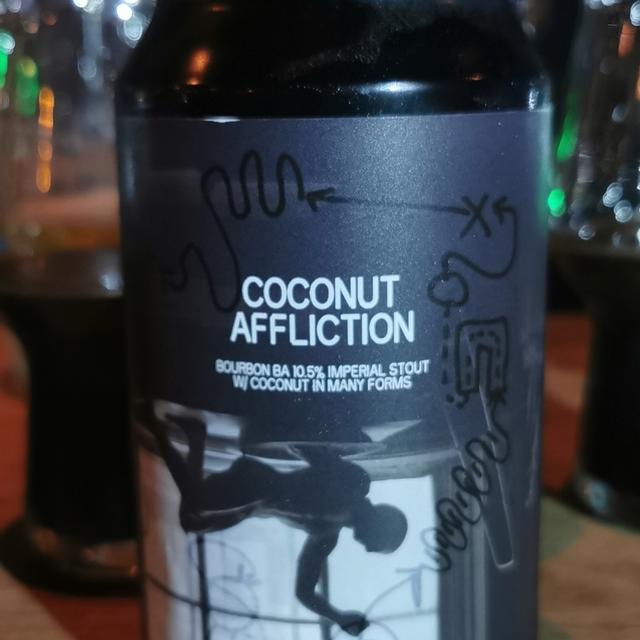 COCONUT
AFFLICTION
BOURBON BA 10.5% IMPERIAL STOUT
W/ COCONUT IN MANY FORMS